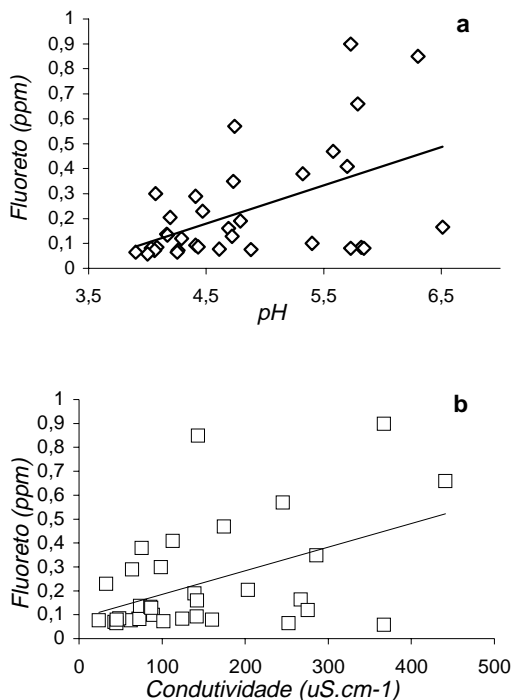 a
1
0,9
0,8
0,7
0,6
0,5
0,4
0,3
0,2
0,1
0
Fluoreto (ppm)
3,5 4,5 5,5 6,5
pH
b
1
0,9
0,8
0,7
0,6
0,5
0,4
0,3
0,2
0,1
0
Fluoreto (ppm)
0 100 200 300 400 500
Condutividade (uS.cm-1)